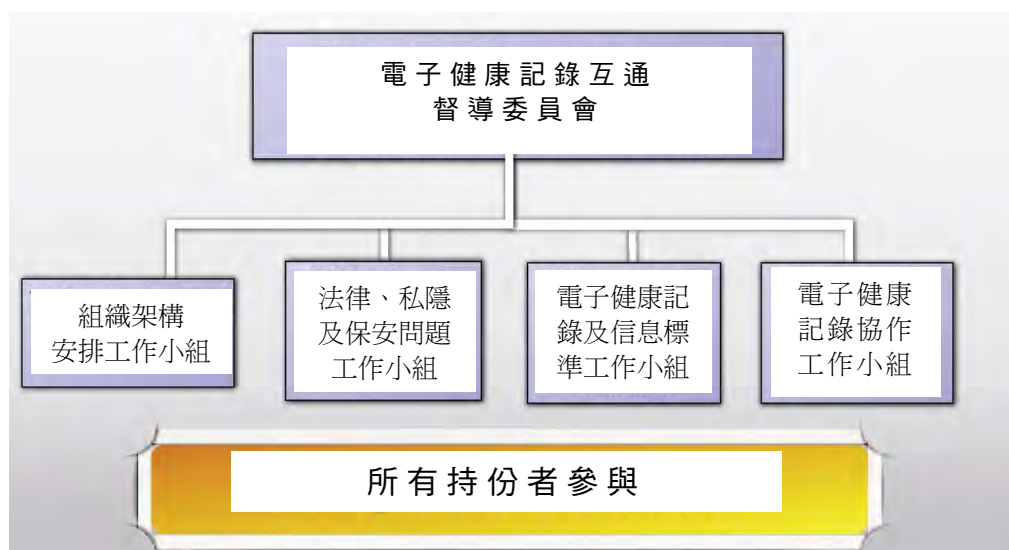 電子健康記錄互通
督導委員會
組織架構
安排工作小組
法律、私隱
及保安問題
工作小組
電子健康記
錄及信息標
準工作小組
電子健康
記錄協作
工作小組
所有持份者參與